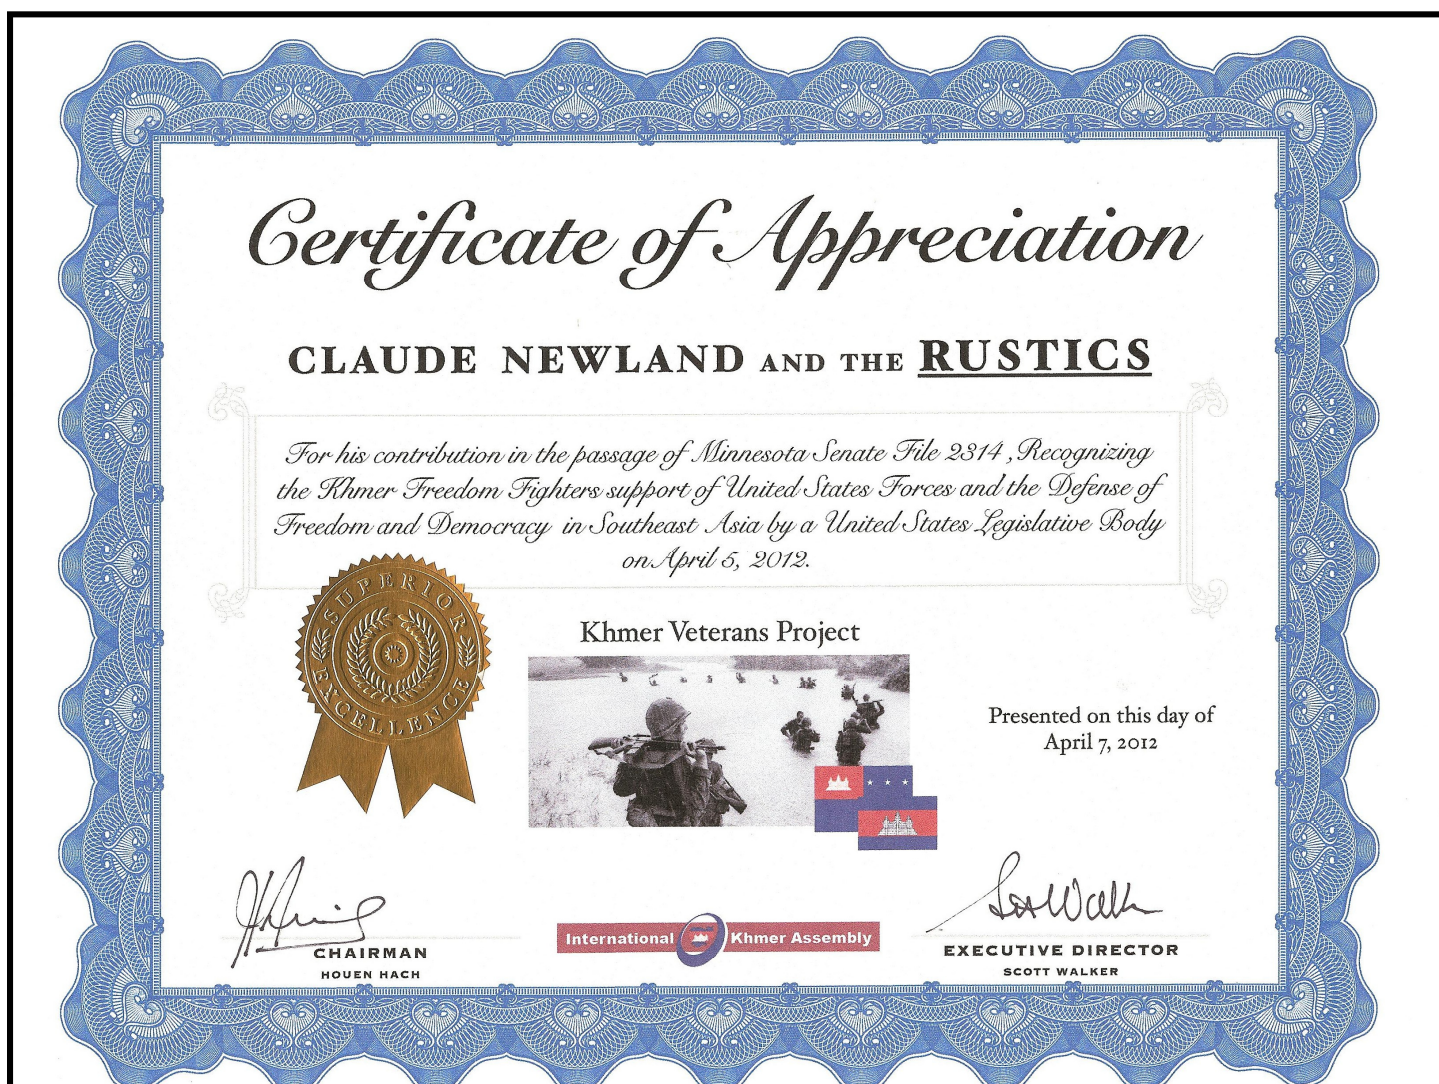 Certificate of Appreciation
CLAUDE NEWLAND AND THE RUSTICS
For his contribution in the passage of Minnesota Senate File 2314 , Recognizing
the Khmer Freedom Fighters support of United States Forces and the Defense of
Freedom and Democracy in Southeast Asia by a United States Legislative Body
on April 5, 2012.
SUPERIOR
EXCELLENCE
Khmer Veterans Project
Presented on this day of
April 7, 2012
CHAIRMAN
HOUEN HACH
International Khmer Assembly
Scott Walker
EXECUTIVE DIRECTOR
SCOTT WALKER